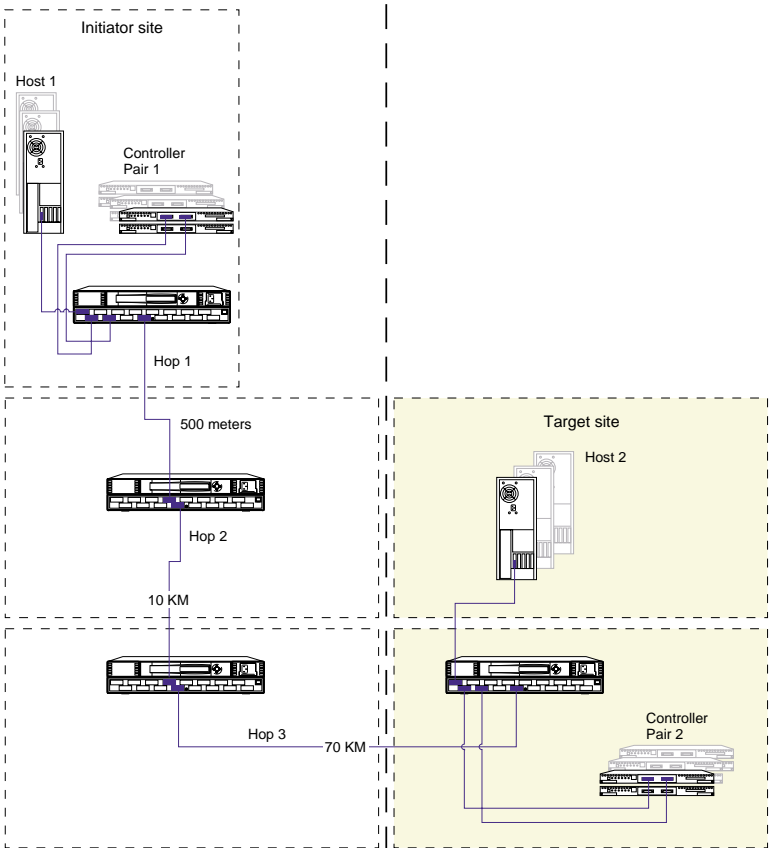 Initiator site
Host 1
Controller
Pair 1
Hop 1
500 meters
Target site
Host 2
Hop 2
10 KM
Hop 3
70 KM
Controller
Pair 2